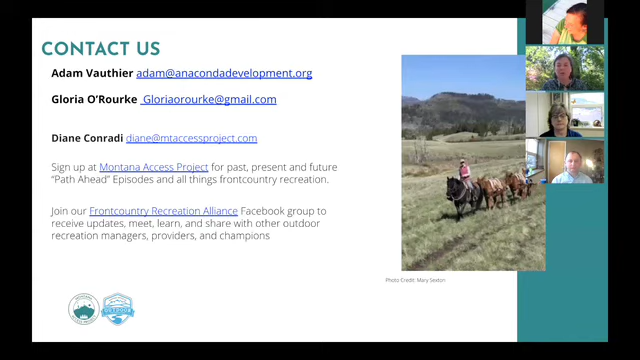 CONTACT US
Adam Vauthier adam@anacondadevelopment.org
Gloria O’Rourke Gloriaorourke@gmail.com
Diane Conradi diane@mtaccessproject.com
Sign up at Montana Access Project for past, present and future
“Path Ahead” Episodes and all things frontcountry recreation.
Join our Frontcountry Recreation Alliance Facebook group to
receive updates, meet, learn, and share with other outdoor
recreation managers, providers, and champions
Photo Credit: Mary Sexton
OUTDOOR